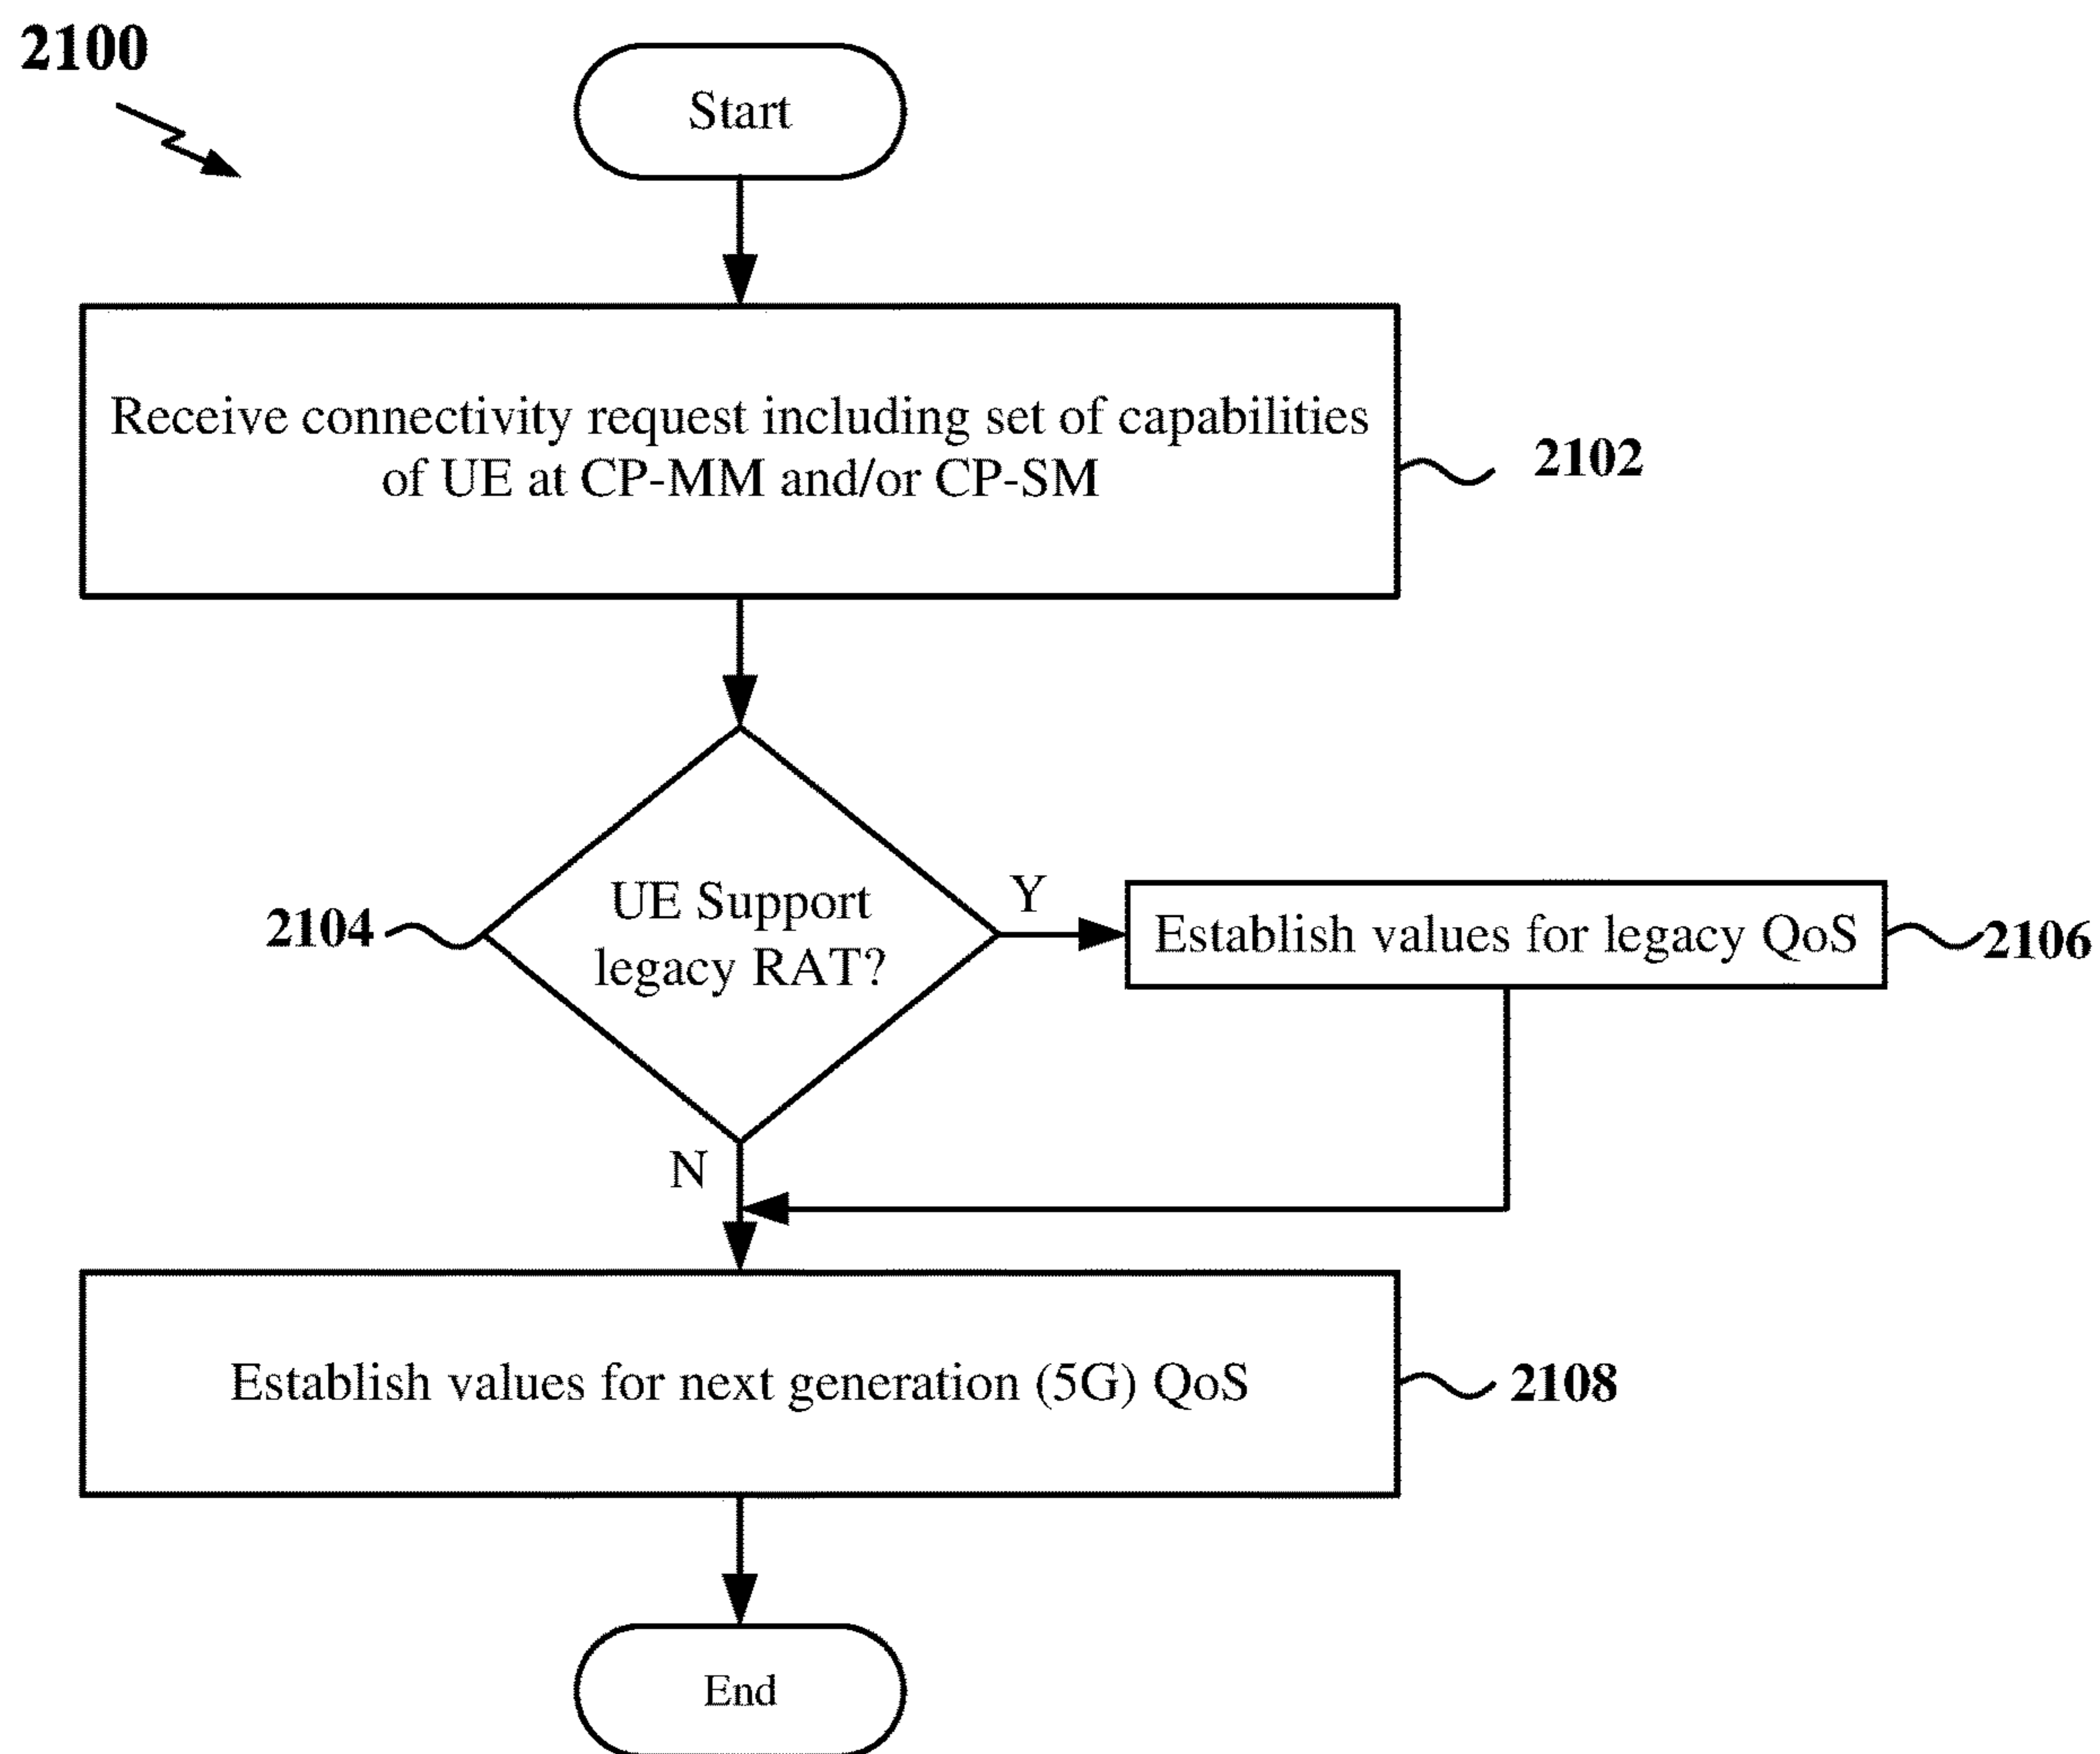 2100
Start
Receive connectivity request including set of capabilities
of UE at CP-MM and/or CP-SM
2102
UE Support
legacy RAT?
2104
Y
Establish values for legacy QoS
2106
N
Establish values for next generation (5G) QoS
2108
End